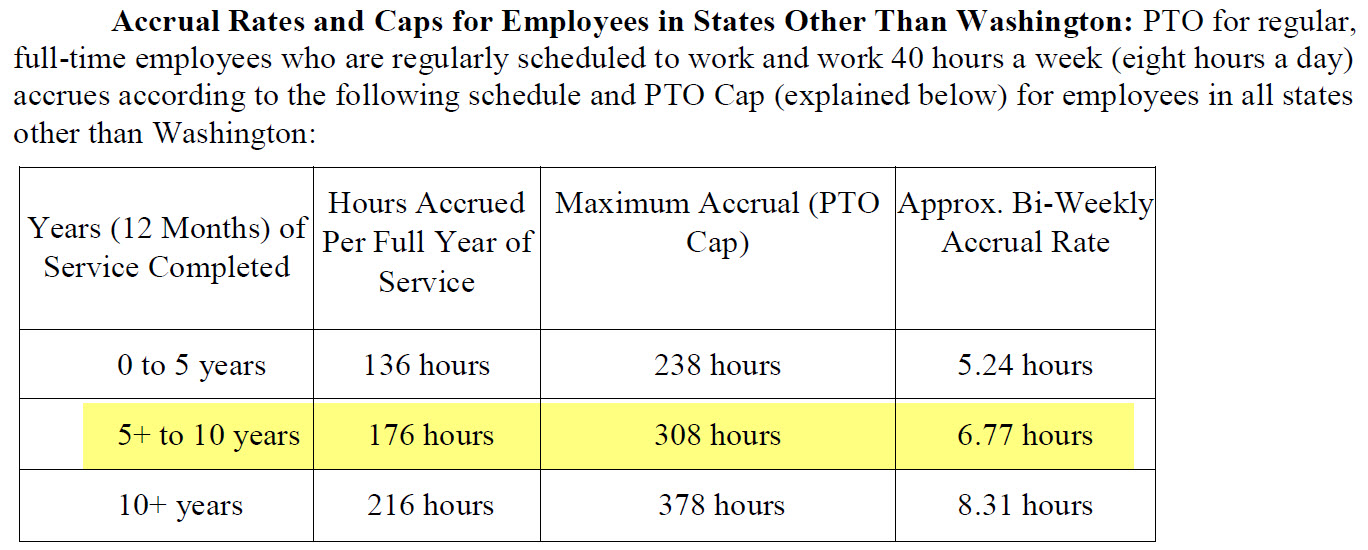 Accrual Rates and Caps for Employees in States Other Than Washington: PTO for regular,
full-time employees who are regularly scheduled to work and work 40 hours a week (eight hours a day)
accrues according to the following schedule and PTO Cap (explained below) for employees in all states
other than Washington:
Years (12 Months) of
Service Completed
Hours Accrued
Per Full Year of
Service
Maximum Accrual (PTO
Cap)
Approx. Bi-Weekly
Accrual Rate
0 to 5 years
136 hours
238 hours
5.24 hours
5+ to 10 years
176 hours
308 hours
6.77 hours
10+ years
216 hours
378 hours
8.31 hours